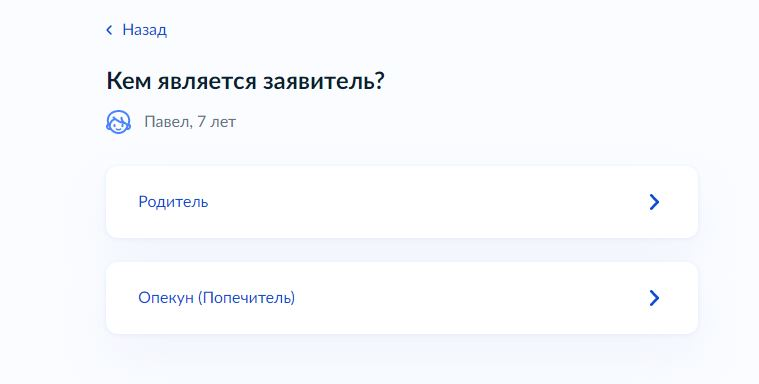 Назад
Кем является заявитель?
Павел, 7 лет
Родитель
Опекун (Попечитель)